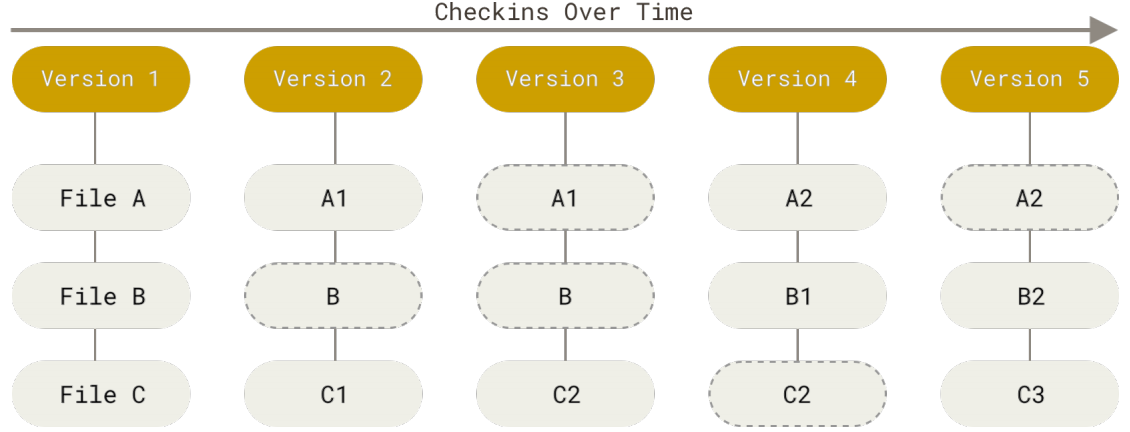 Checkins Over Time
Version 1 Version 2 Version 3 Version 4 Version 5
File A A1 A1 A2 A2
File B B B B1 B2
File C C1 C2 C2 C3